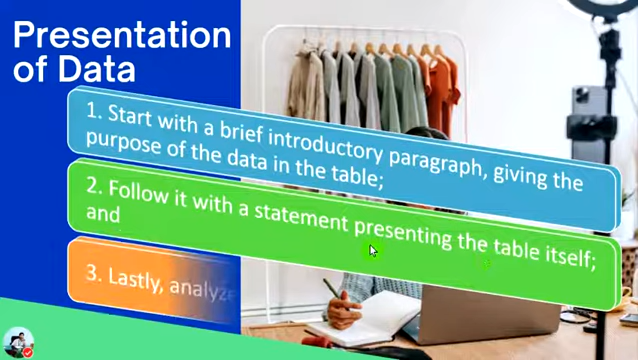 Presentation
of Data
1. Start with a brief introductory paragraph, giving the
purpose of the data in the table;
2. Follow it with a statement presenting the table itself;
and
3. Lastly, analyze